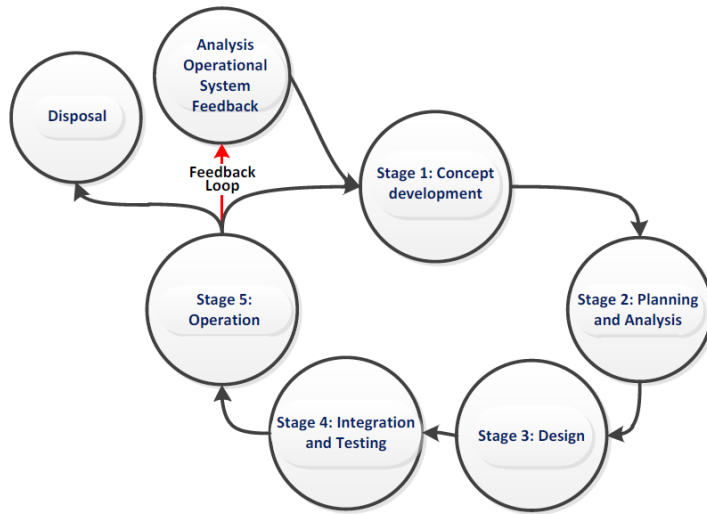 Analysis
Operational
System
Feedback
Disposal
Feedback
Loop
Stage 1: Concept
development
Stage 2: Planning
and Analysis
Stage 3: Design
Stage 4: Integration
and Testing
Stage 5:
Operation